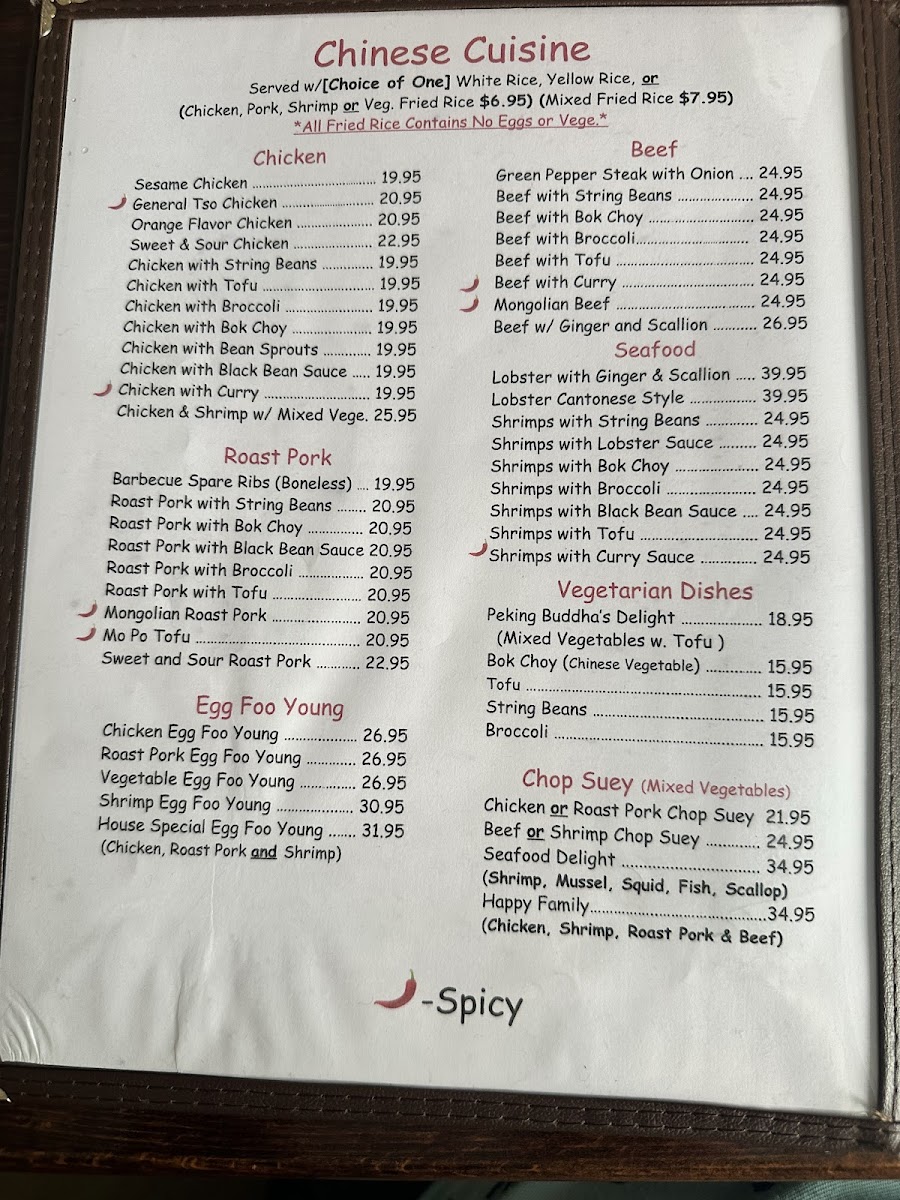 Chinese Cuisine
Served w/[Choice of One] White Rice, Yellow Rice, or
(Chicken, Pork, Shrimp or Veg. Fried Rice $6.95) (Mixed Fried Rice $7.95)
*All Fried Rice Contains No Eggs or Vege.*
Chicken
Sesame Chicken ................................ 19.95
General Tso Chicken ........................ 20.95
Orange Flavor Chicken .................... 20.95
Sweet & Sour Chicken ..................... 22.95
Chicken with String Beans ............. 19.95
Chicken with Tofu ............................. 19.95
Chicken with Broccoli ....................... 19.95
Chicken with Bok Choy ..................... 19.95
Chicken with Bean Sprouts ............. 19.95
Chicken with Black Bean Sauce ..... 19.95
Chicken with Curry ............................ 19.95
Chicken & Shrimp w/ Mixed Vege. 25.95
Roast Pork
Barbecue Spare Ribs (Boneless) .... 19.95
Roast Pork with String Beans ........ 20.95
Roast Pork with Bok Choy ............... 20.95
Roast Pork with Black Bean Sauce 20.95
Roast Pork with Broccoli .................. 20.95
Roast Pork with Tofu ........................ 20.95
Mongolian Roast Pork ........................ 20.95
Mo Po Tofu ............................................ 20.95
Sweet and Sour Roast Pork ............ 22.95
Egg Foo Young
Chicken Egg Foo Young ................... 26.95
Roast Pork Egg Foo Young ............. 26.95
Vegetable Egg Foo Young ............... 26.95
Shrimp Egg Foo Young .................... 30.95
House Special Egg Foo Young ....... 31.95
(Chicken, Roast Pork and Shrimp)
Beef
Green Pepper Steak with Onion ... 24.95
Beef with String Beans .................... 24.95
Beef with Bok Choy ............................ 24.95
Beef with Broccoli.............................. 24.95
Beef with Tofu ..................................... 24.95
Beef with Curry ................................... 24.95
Mongolian Beef ..................................... 24.95
Beef w/ Ginger and Scallion ........... 26.95
Seafood
Lobster with Ginger & Scallion ..... 39.95
Lobster Cantonese Style ................. 39.95
Shrimps with String Beans .............. 24.95
Shrimps with Lobster Sauce ......... 24.95
Shrimps with Bok Choy ...................... 24.95
Shrimps with Broccoli ....................... 24.95
Shrimps with Black Bean Sauce .... 24.95
Shrimps with Tofu ............................... 24.95
Shrimps with Curry Sauce ............... 24.95
Vegetarian Dishes
Peking Buddha's Delight ..................... 18.95
(Mixed Vegetables w. Tofu )
Bok Choy (Chinese Vegetable) ............ 15.95
Tofu ............................................................ 15.95
String Beans ........................................... 15.95
Broccoli ..................................................... 15.95
Chop Suey (Mixed Vegetables)
Chicken or Roast Pork Chop Suey 21.95
Beef or Shrimp Chop Suey ............. 24.95
Seafood Delight .................................... 34.95
(Shrimp, Mussel, Squid, Fish, Scallop)
Happy Family............................................34.95
(Chicken, Shrimp, Roast Pork & Beef)
-Spicy